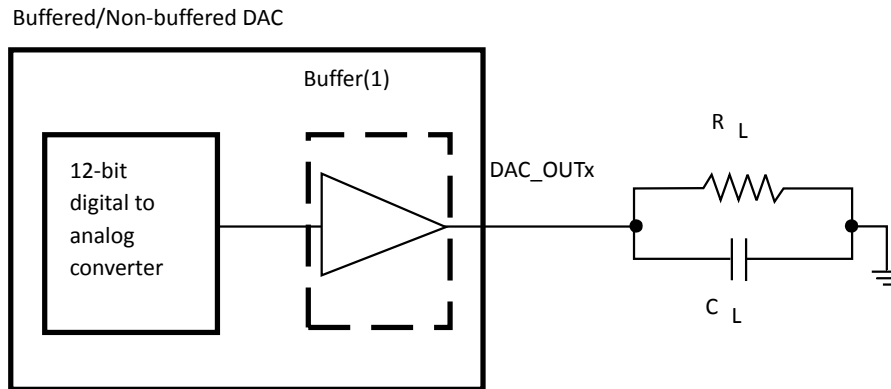 Buffered/Non-buffered DAC
Buffer(1)
12-bit
digital to
analog
converter
DAC_OUTx
R L
C L